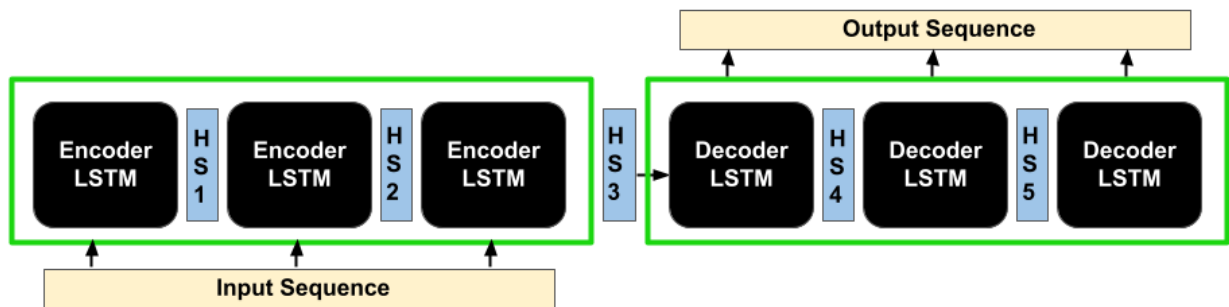 Output Sequence
Encoder
LSTM
H
S
1
Encoder
LSTM
H
S
2
Encoder
LSTM
H
S
3
Decoder
LSTM
H
S
4
Decoder
LSTM
H
S
5
Decoder
LSTM
Input Sequence